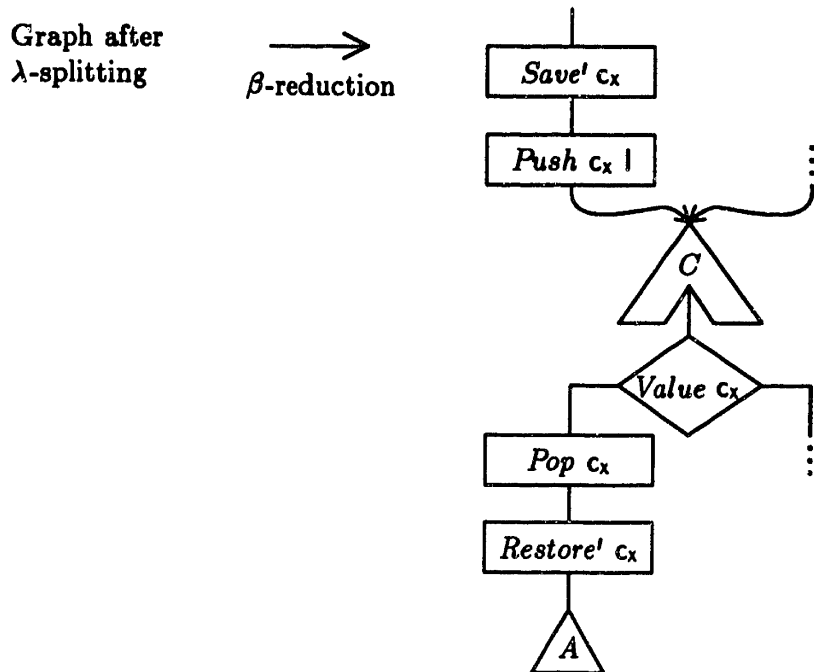 Graph after
λ-splitting
β-reduction
Save' cₓ
Push cₓ l
C
Value cₓ
Pop cₓ
Restore' cₓ
A